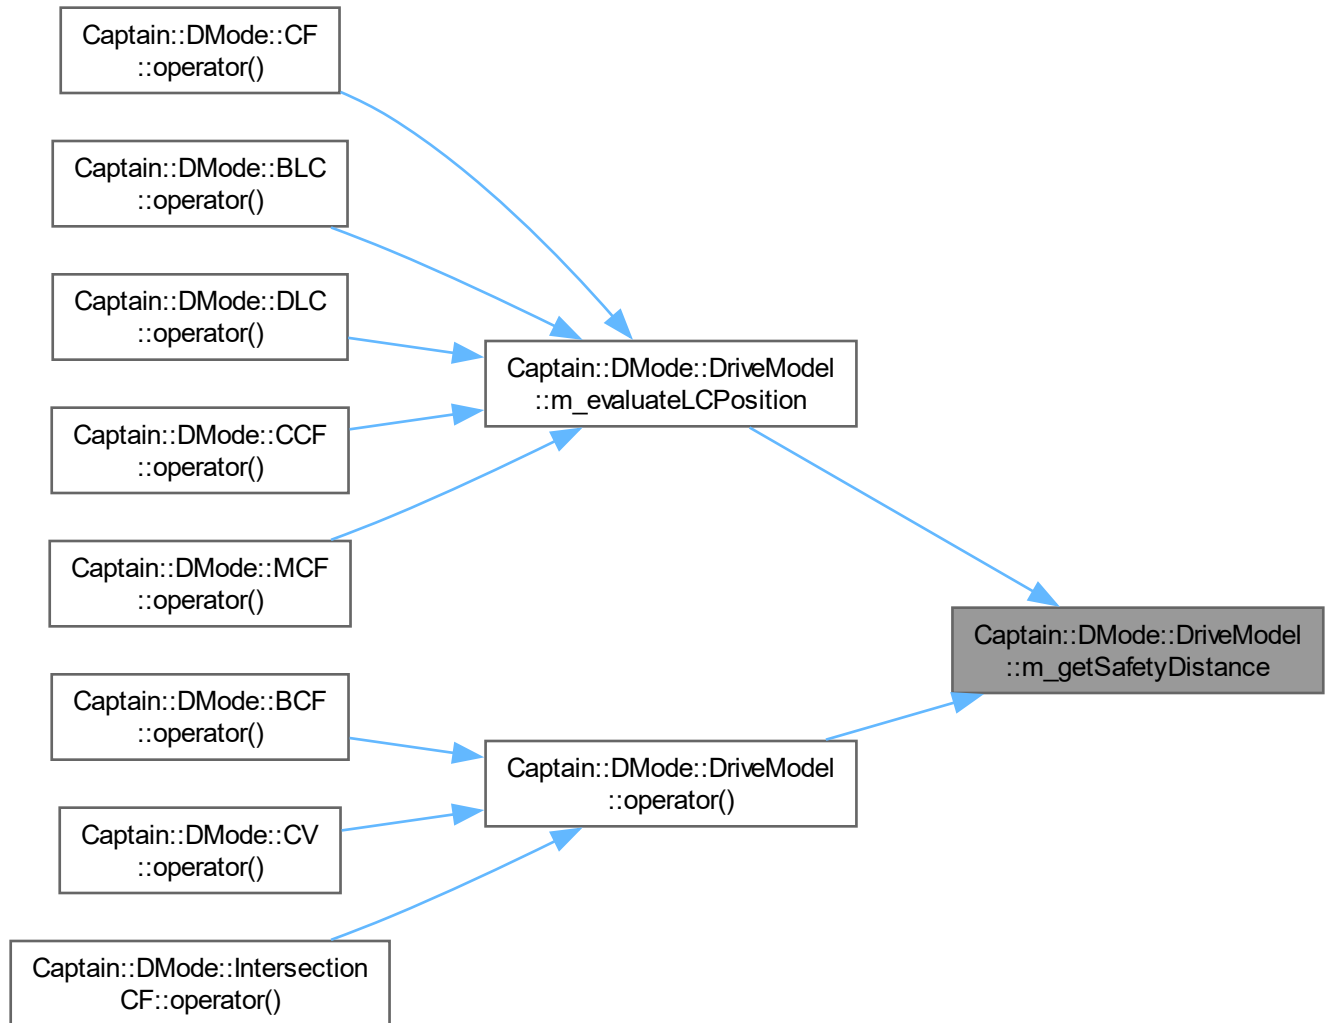 Captain::DMode::CF
::operator()
Captain::DMode::BLC
::operator()
Captain::DMode::DLC
::operator()
Captain::DMode::CCF
::operator()
Captain::DMode::MCF
::operator()
Captain::DMode::BCF
::operator()
Captain::DMode::CV
::operator()
Captain::DMode::Intersection
CF::operator()
Captain::DMode::DriveModel
::m_evaluateLCPosition
Captain::DMode::DriveModel
::operator()
Captain::DMode::DriveModel
::m_getSafetyDistance